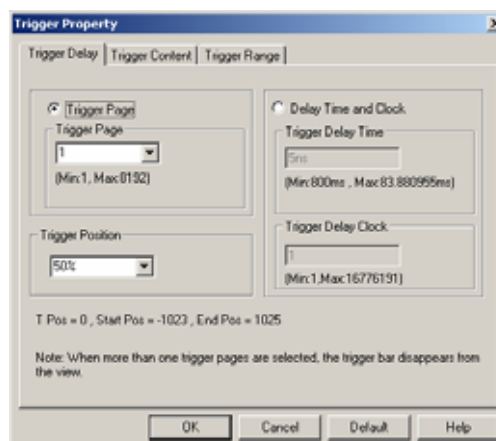 Trigger Property
Trigger Delay Trigger Content Trigger Range
Trigger Page
Trigger Page
1
(Min:1, Max:8192)
Trigger Position
50%
Delay Time and Clock
Trigger Delay Time
5ns
(Min:800ms , Max:83.880955ms)
Trigger Delay Clock
1
(Min:1,Max:16776191)
T Pos = 0 , Start Pos = -1023 , End Pos = 1025
Note: When more than one trigger pages are selected, the trigger bar disappears from
the view.
OK Cancel Default Help